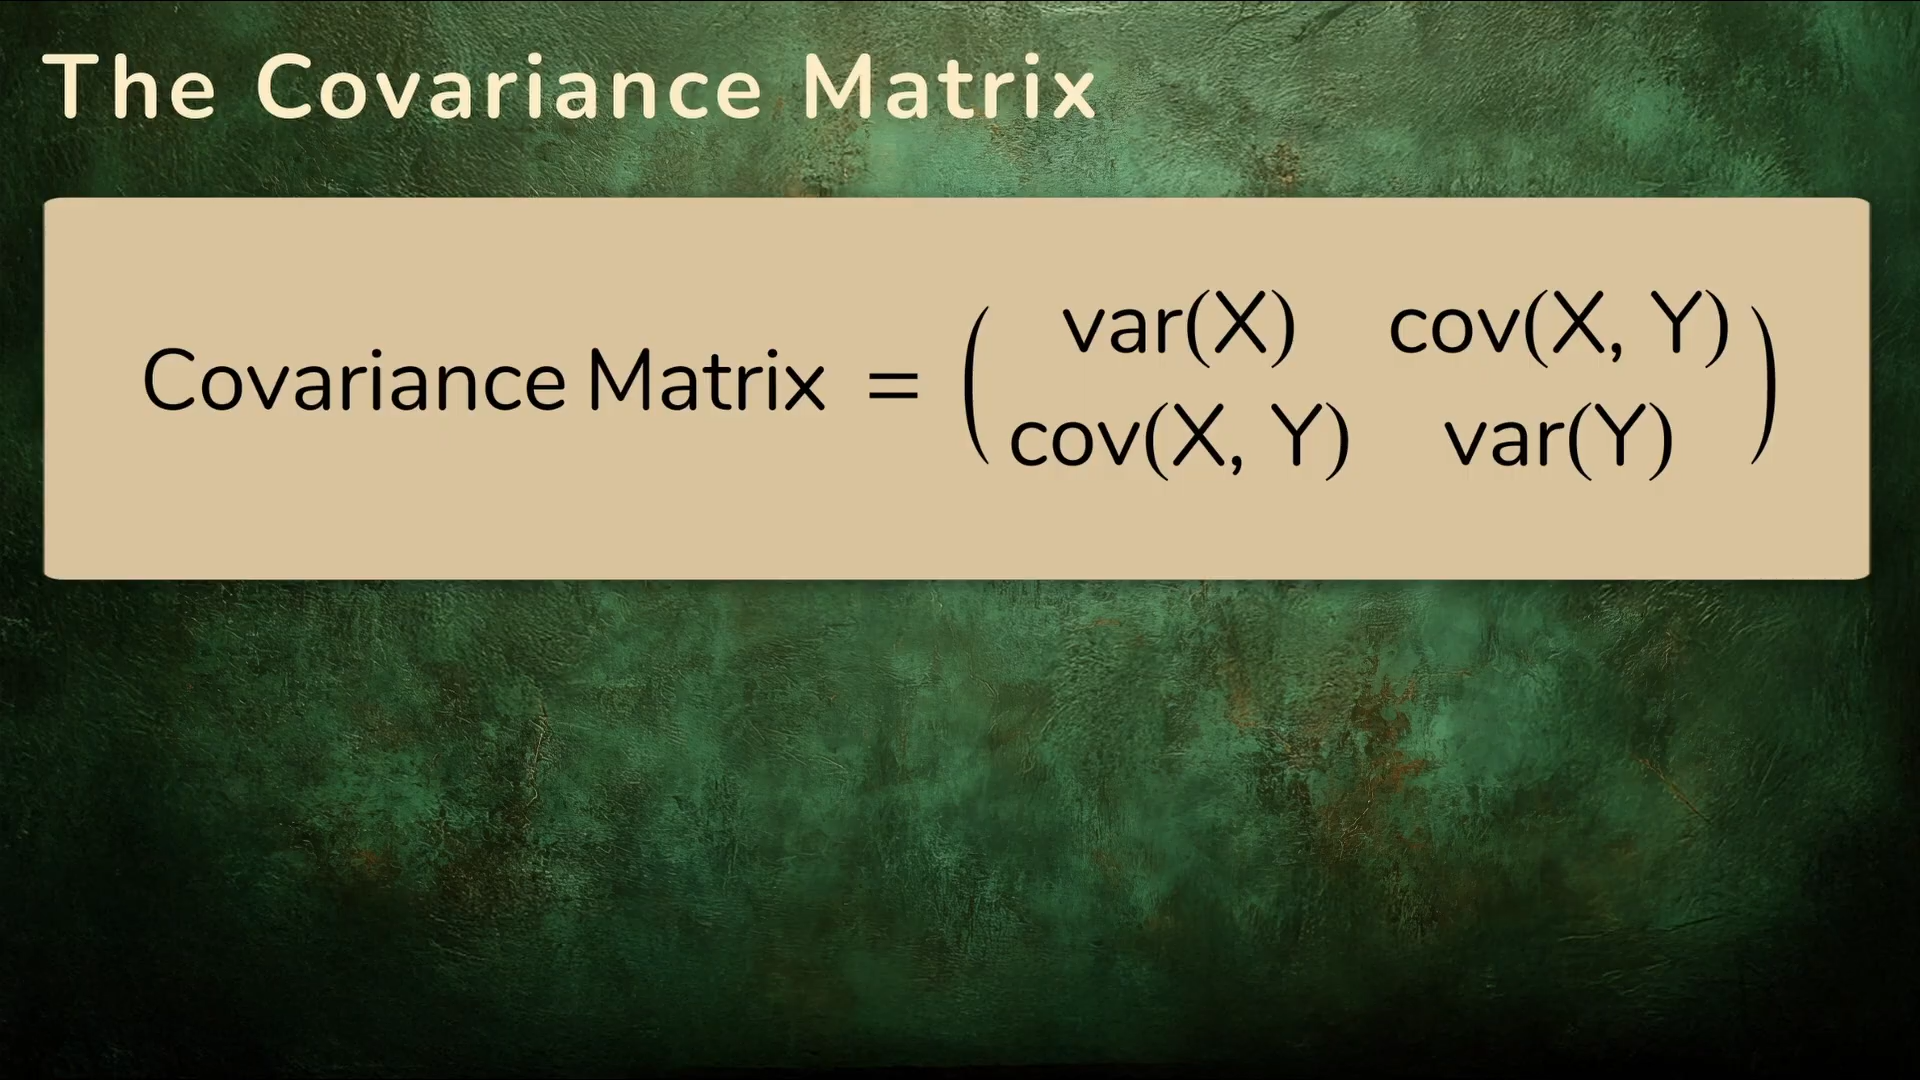 The Covariance Matrix
Covariance Matrix = ( var(X) cov(X, Y)
cov(X, Y) var(Y) )